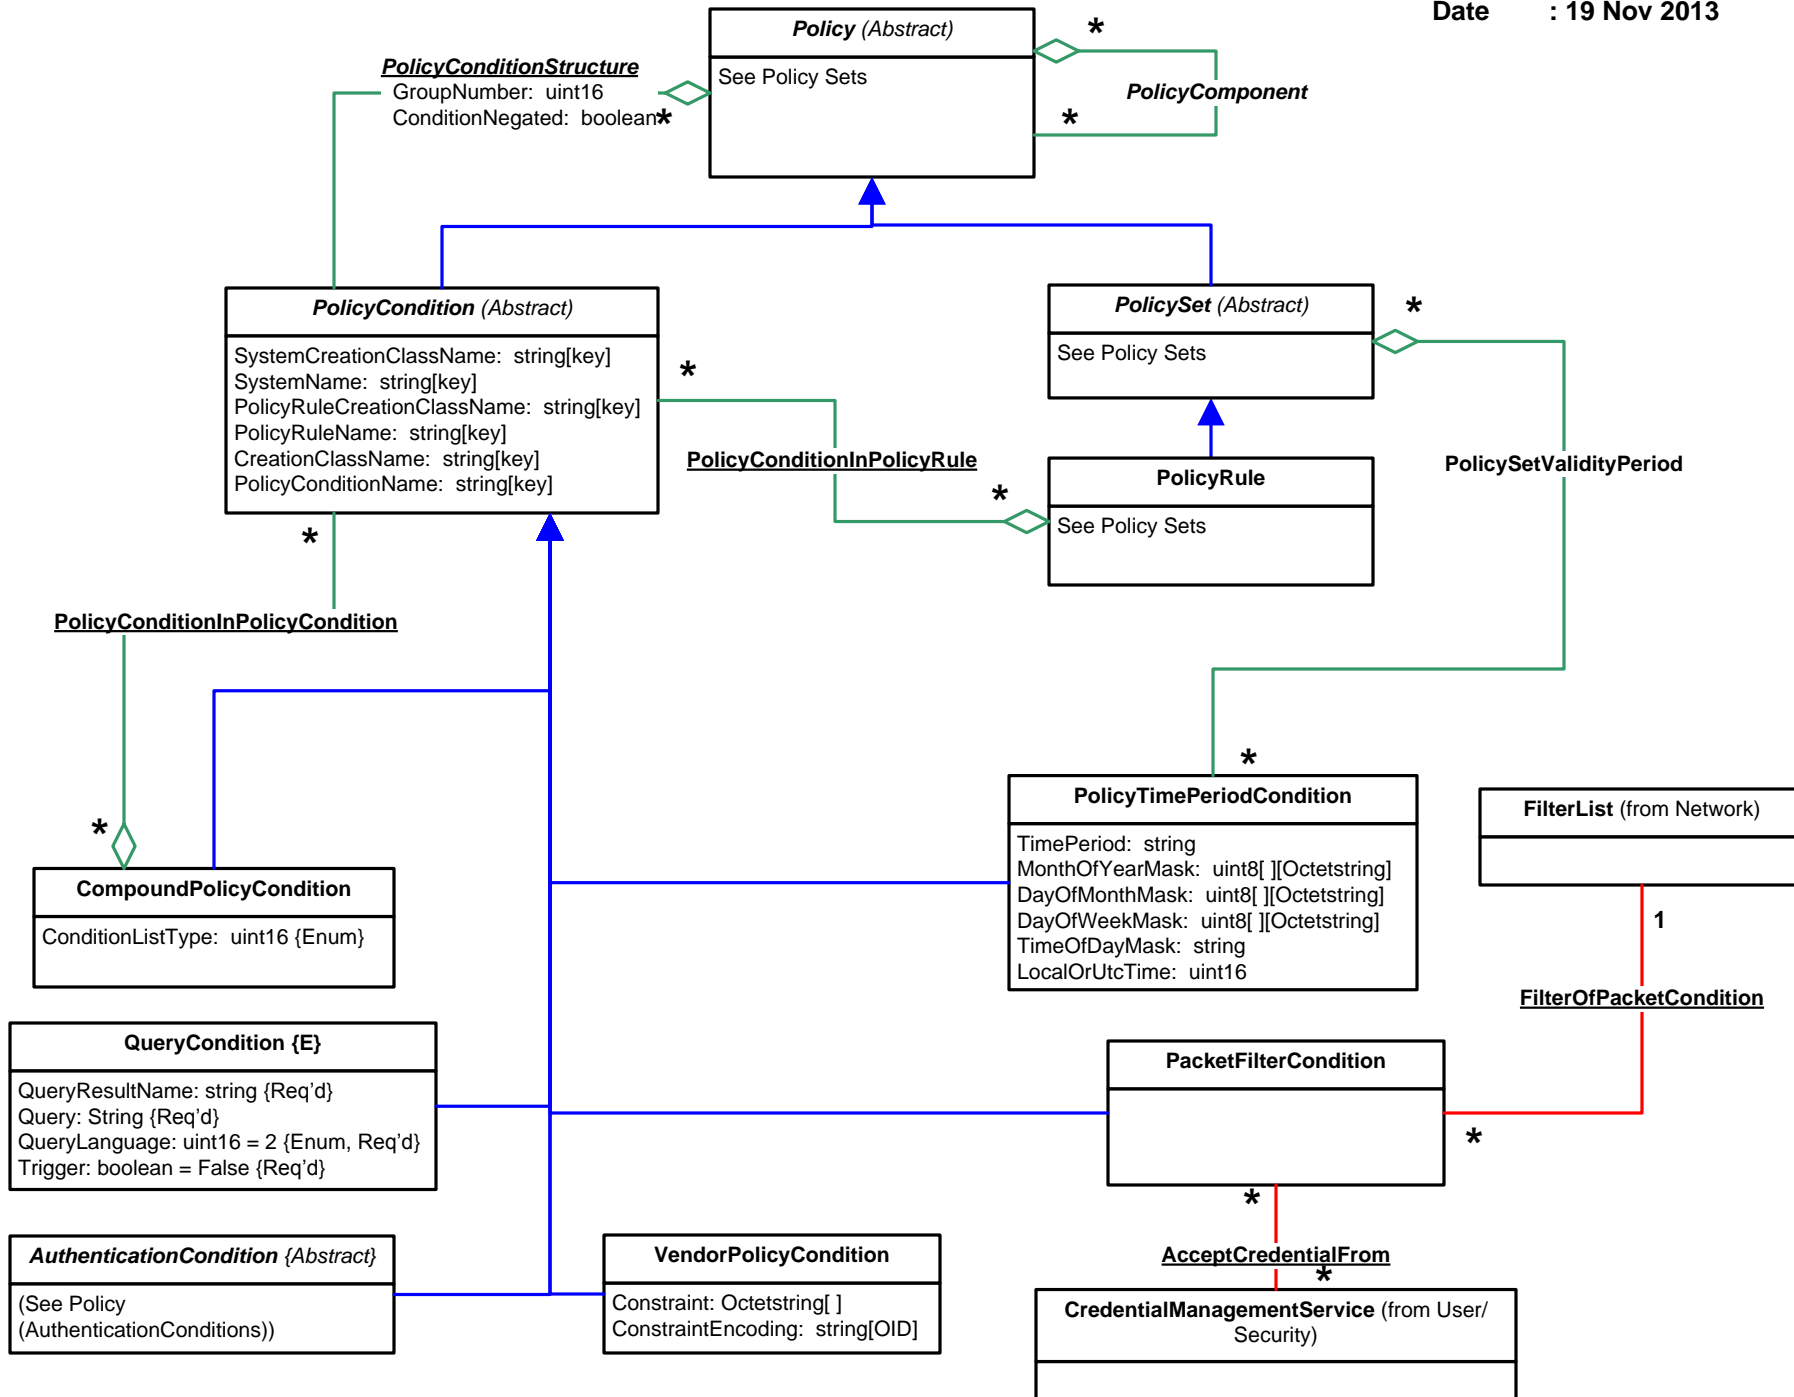 Date : 19 Nov 2013
Policy (Abstract)
See Policy Sets
*
PolicyComponent
*
PolicyConditionStructure
GroupNumber: uint16
ConditionNegated: boolean
*
PolicyCondition (Abstract)
SystemCreationClassName: string[key]
SystemName: string[key]
PolicyRuleCreationClassName: string[key]
PolicyRuleName: string[key]
CreationClassName: string[key]
PolicyConditionName: string[key]
*
PolicyConditionInPolicyRule
*
PolicySet (Abstract)
See Policy Sets
*
PolicySetValidityPeriod
PolicyRule
See Policy Sets
*
PolicyConditionInPolicyCondition
*
CompoundPolicyCondition
ConditionListType: uint16 {Enum}
*
PolicyTimePeriodCondition
TimePeriod: string
MonthOfYearMask: uint8[ ][Octetstring]
DayOfMonthMask: uint8[ ][Octetstring]
DayOfWeekMask: uint8[ ][Octetstring]
TimeOfDayMask: string
LocalOrUtcTime: uint16
FilterList (from Network)
1
FilterOfPacketCondition
*
QueryCondition {E}
QueryResultName: string {Req’d}
Query: String {Req’d}
QueryLanguage: uint16 = 2 {Enum, Req’d}
Trigger: boolean = False {Req’d}
PacketFilterCondition
*
AcceptCredentialFrom
*
AuthenticationCondition {Abstract}
(See Policy
(AuthenticationConditions))
VendorPolicyCondition
Constraint: Octetstring[ ]
ConstraintEncoding: string[OID]
CredentialManagementService (from User/
Security)